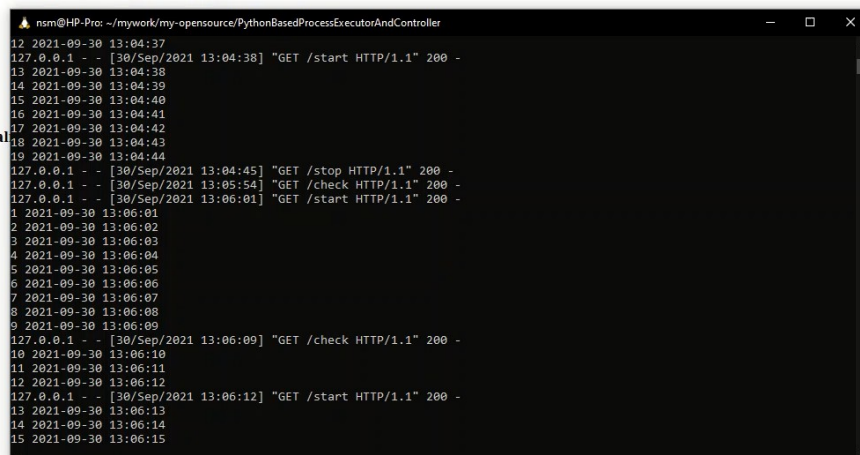 nsm@HP-Pro: ~/mywork/my-opensource/PythonBasedProcessExecutorAndController
12 2021-09-30 13:04:37
127.0.0.1 - - [30/Sep/2021 13:04:38] "GET /start HTTP/1.1" 200 -
13 2021-09-30 13:04:38
14 2021-09-30 13:04:39
15 2021-09-30 13:04:40
16 2021-09-30 13:04:41
17 2021-09-30 13:04:42
al
18 2021-09-30 13:04:43
19 2021-09-30 13:04:44
127.0.0.1 - - [30/Sep/2021 13:04:45] "GET /stop HTTP/1.1" 200 -
127.0.0.1 - - [30/Sep/2021 13:05:54] "GET /check HTTP/1.1" 200 -
127.0.0.1 - - [30/Sep/2021 13:06:01] "GET /start HTTP/1.1" 200 -
1 2021-09-30 13:06:01
2 2021-09-30 13:06:02
3 2021-09-30 13:06:03
4 2021-09-30 13:06:04
5 2021-09-30 13:06:05
6 2021-09-30 13:06:06
7 2021-09-30 13:06:07
8 2021-09-30 13:06:08
9 2021-09-30 13:06:09
127.0.0.1 - - [30/Sep/2021 13:06:09] "GET /check HTTP/1.1" 200 -
10 2021-09-30 13:06:10
11 2021-09-30 13:06:11
12 2021-09-30 13:06:12
127.0.0.1 - - [30/Sep/2021 13:06:12] "GET /start HTTP/1.1" 200 -
13 2021-09-30 13:06:13
14 2021-09-30 13:06:14
15 2021-09-30 13:06:15